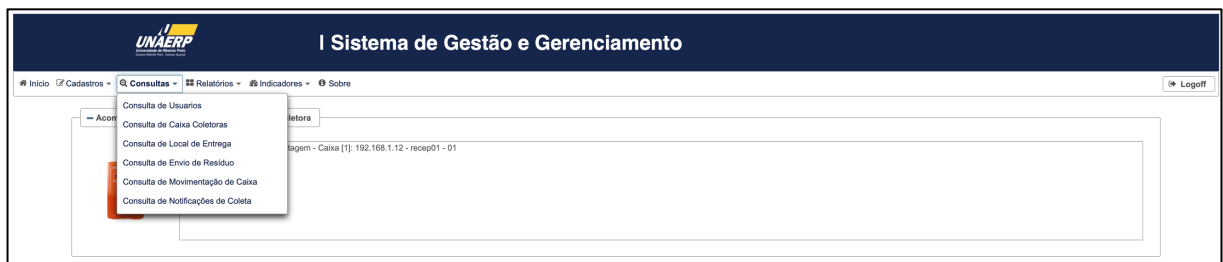 UNAERP
Universidade de Ribeirão Preto
| Sistema de Gestão e Gerenciamento
Início Cadastros Consultas Relatórios Indicadores Sobre Logoff
Consulta de Usuarios
Consulta de Caixa Coletoras
Consulta de Local de Entrega
Consulta de Envio de Resíduo
Consulta de Movimentação de Caixa
Consulta de Notificações de Coleta
Acom
letora
tagem - Caixa [1]: 192.168.1.12 - recep01 - 01